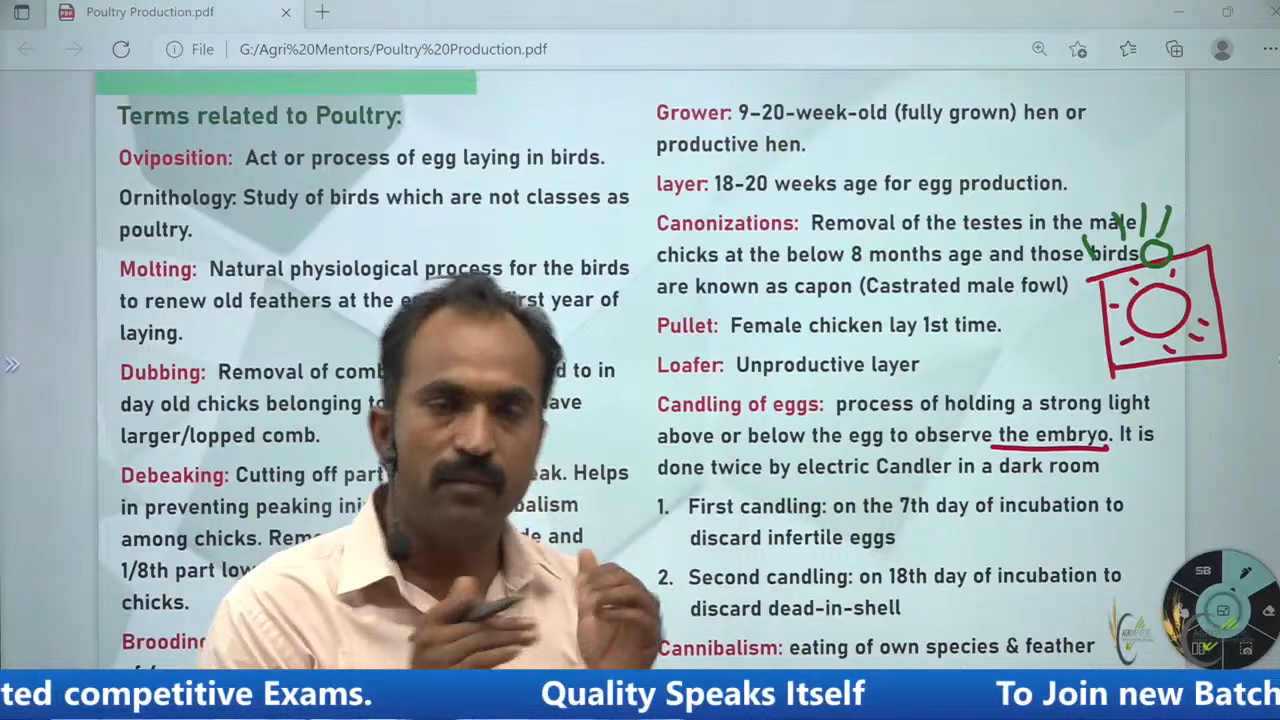 Poultry Production.pdf
File
G:/Agri%20Mentors/Poultry%20Production.pdf
Terms related to Poultry:
Oviposition: Act or process of egg laying in birds.
Ornithology: Study of birds which are not classes as
poultry.
Molting: Natural physiological process for the birds
to renew old feathers at the first year of
laying.
Dubbing: Removal of comb to in
day old chicks belonging to
larger/lopped comb.
Debeaking: Cutting off part Helps
in preventing
among chicks. and
1/8th part
chicks.
Brooding
Grower: 9-20-week-old (fully grown) hen or
productive hen.
layer: 18-20 weeks age for egg production.
Canonizations: Removal of the testes in the male
chicks at the below 8 months age and those birds
are known as capon (Castrated male fowl)
Pullet: Female chicken lay 1st time.
Loafer: Unproductive layer
Candling of eggs: process of holding a strong light
above or below the egg to observe the embryo. It is
done twice by electric Candler in a dark room
1. First candling: on the 7th day of incubation to
discard infertile eggs
2. Second candling: on 18th day of incubation to
discard dead-in-shell
Cannibalism: eating of own species & feather
SB
ted competitive Exams. Quality Speaks Itself To Join new Batch